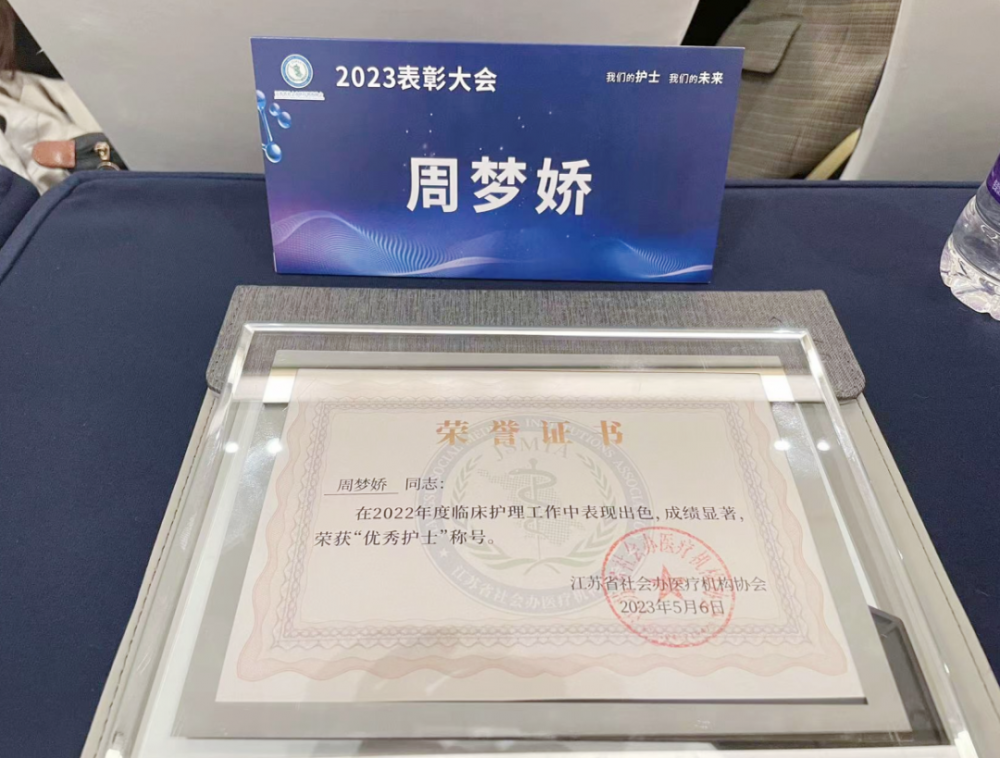 2023表彰大会
我们的护士 我们的未来
周梦娇
荣誉证书
JSMIA
周梦娇 同志：
在2022年度临床护理工作中表现出色，成绩显著，
荣获“优秀护士”称号。
江苏省社会办医疗机构协会
2023年5月6日